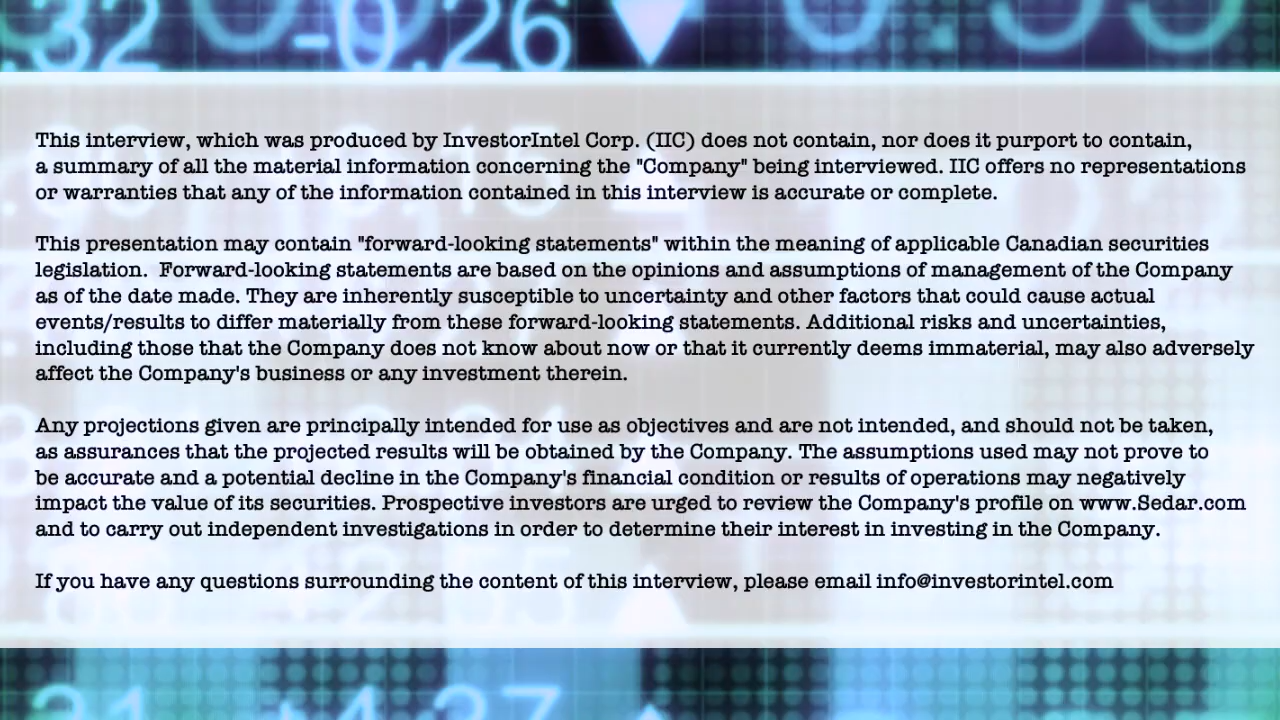 .32 -0.26
This interview, which was produced by InvestorIntel Corp. (IIC) does not contain, nor does it purport to contain,
a summary of all the material information concerning the "Company" being interviewed. IIC offers no representations
or warranties that any of the information contained in this interview is accurate or complete.
This presentation may contain "forward-looking statements" within the meaning of applicable Canadian securities
legislation.  Forward-looking statements are based on the opinions and assumptions of management of the Company
as of the date made. They are inherently susceptible to uncertainty and other factors that could cause actual
events/results to differ materially from these forward-looking statements. Additional risks and uncertainties,
including those that the Company does not know about now or that it currently deems immaterial, may also adversely
affect the Company's business or any investment therein.
Any projections given are principally intended for use as objectives and are not intended, and should not be taken,
as assurances that the projected results will be obtained by the Company. The assumptions used may not prove to
be accurate and a potential decline in the Company's financial condition or results of operations may negatively
impact the value of its securities. Prospective investors are urged to review the Company's profile on www.Sedar.com
and to carry out independent investigations in order to determine their interest in investing in the Company.
If you have any questions surrounding the content of this interview, please email info@investorintel.com